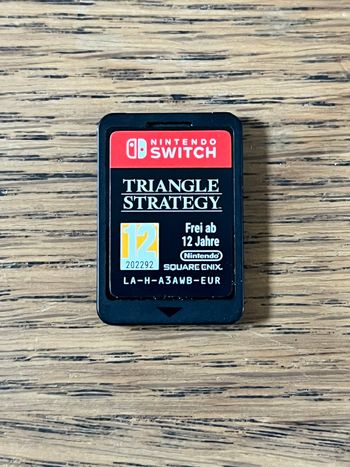 NINTENDO
SWITCH
TRIANGLE
STRATEGY
12
202292
Frei ab
12 Jahre
Nintendo
SQUARE ENIX
LA-H-A3AWB-EUR